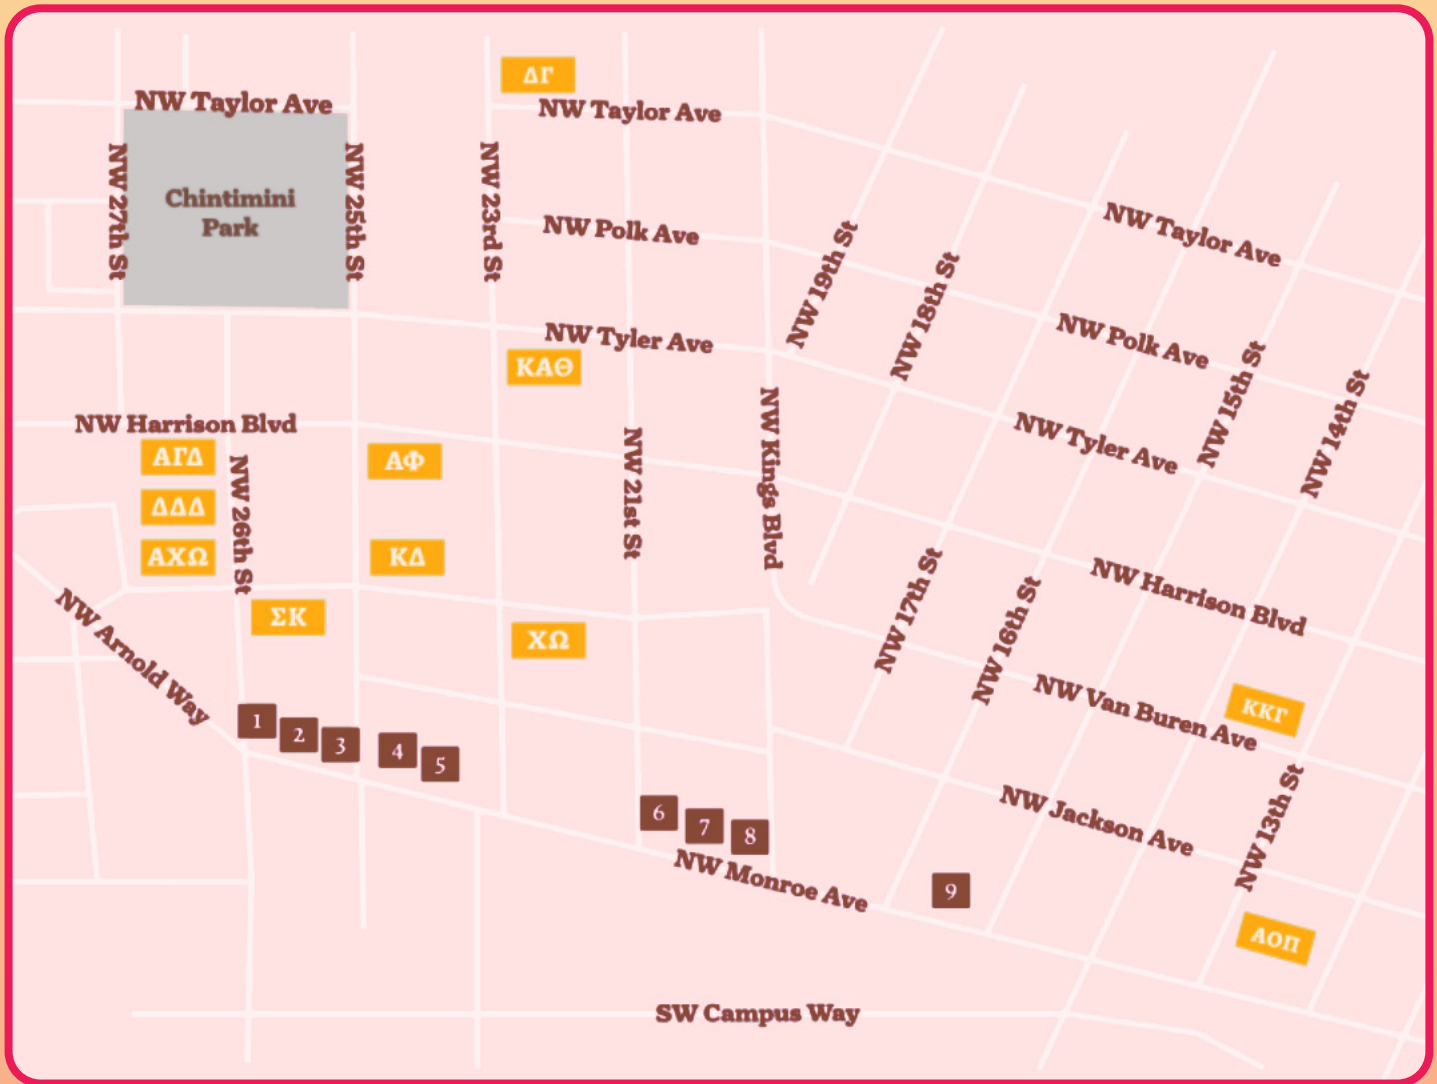 ΔΓ
NW Taylor Ave
NW Taylor Ave
NW 27th St
Chintimini
Park
NW 25th St
NW 23rd St
NW Polk Ave
NW 19th St
NW 18th St
NW Taylor Ave
NW Tyler Ave
ΚΑΘ
NW Polk Ave
NW 15th St
NW 14th St
NW Harrison Blvd
ΑΓΔ
ΔΔΔ
ΑΧΩ
NW 26th St
ΑΦ
ΚΔ
NW 21st St
NW Kings Blvd
NW Tyler Ave
NW Arnold Way
ΣΚ
ΧΩ
NW 17th St
NW 16th St
NW Harrison Blvd
NW Van Buren Ave
ΚΚΓ
1
2
3
4
5
6
7
8
NW Monroe Ave
9
NW Jackson Ave
NW 13th St
ΑΟΠ
SW Campus Way